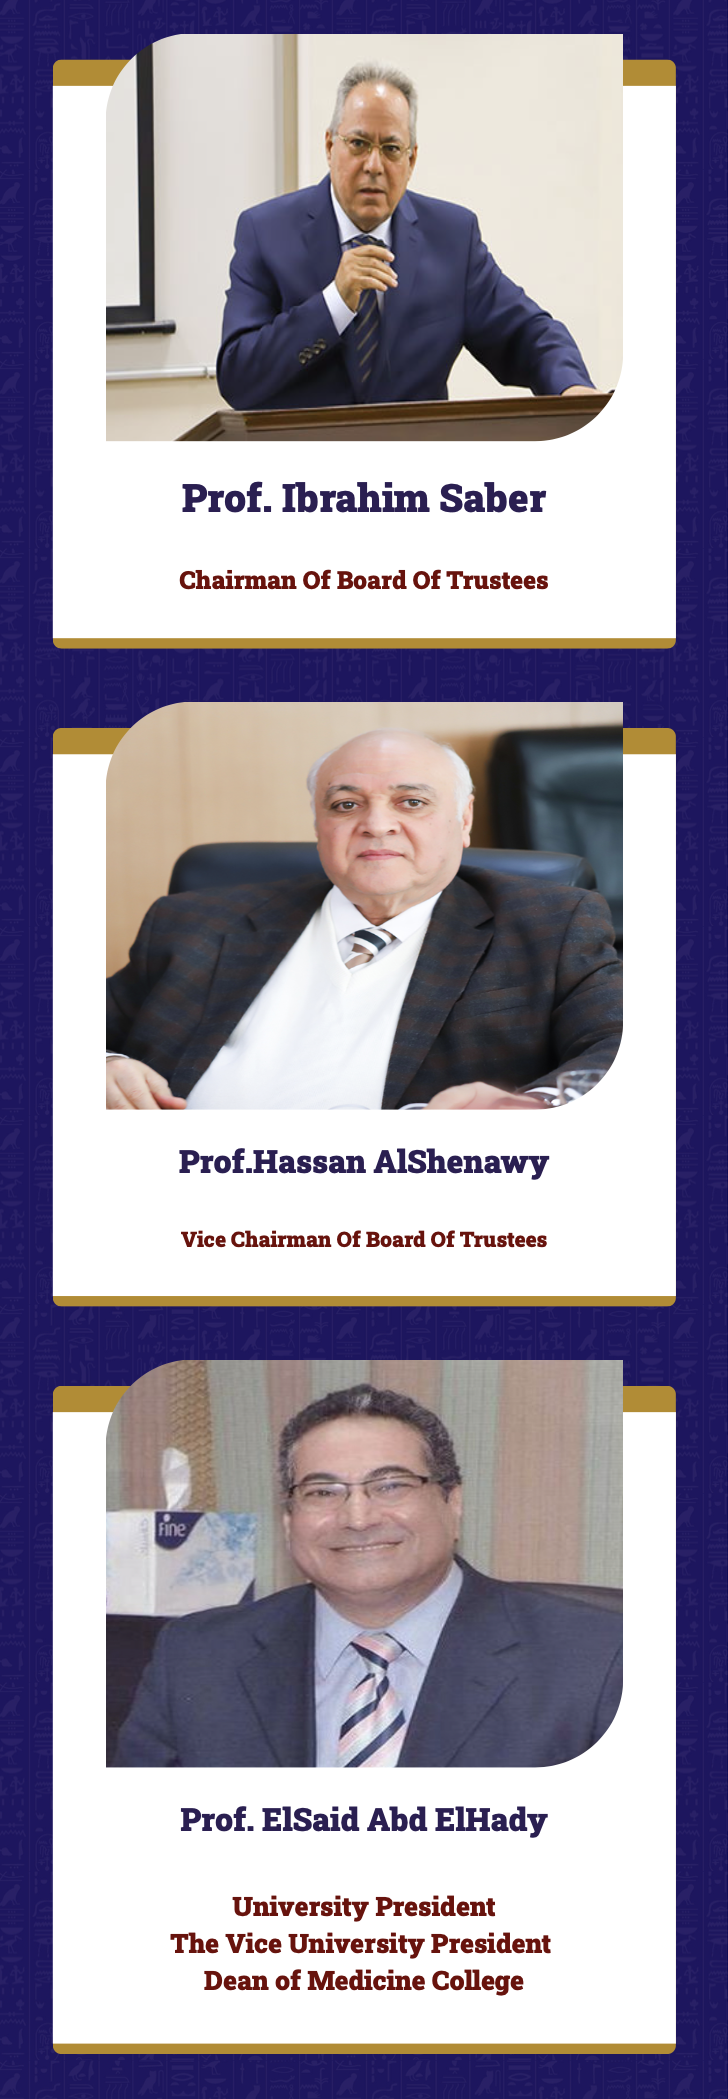 Prof. Ibrahim Saber
Chairman Of Board Of Trustees
Prof.Hassan AlShenawy
Vice Chairman Of Board Of Trustees
Fine
Prof. ElSaid Abd ElHady
University President
The Vice University President
Dean of Medicine College